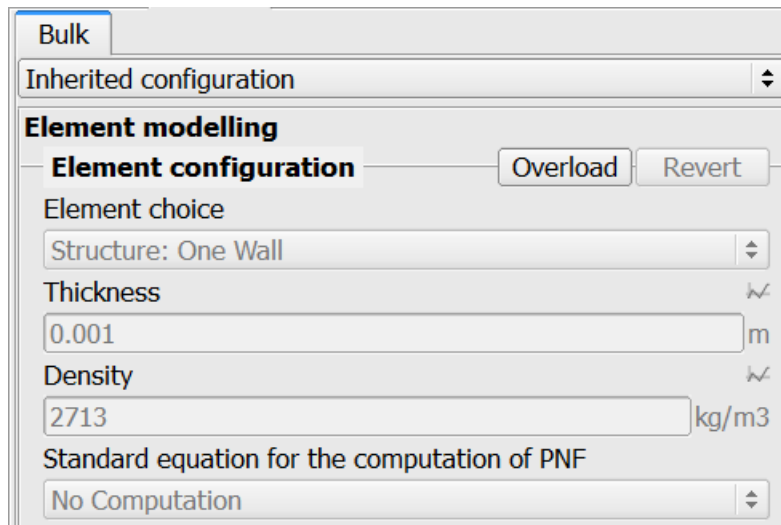 Bulk
Inherited configuration
Element modelling
Element configuration Overload Revert
Element choice
Structure: One Wall
Thickness
0.001 m
Density
2713 kg/m3
Standard equation for the computation of PNF
No Computation